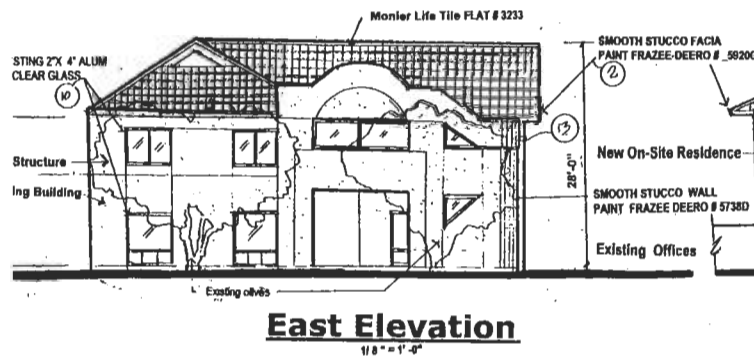 Monier Life Tile FLAT # 3233
STING 2"X 4" ALUM
CLEAR GLASS
10
SMOOTH STUCCO FACIA
PAINT FRAZEE-DEERO # _5920
2
13
Structure
ing Building
28'-0"
New On-Site Residence
SMOOTH STUCCO WALL
PAINT FRAZEE DEERO # 5738D
Existing Offices
Existing olives
East Elevation
1/8" = 1'-0"